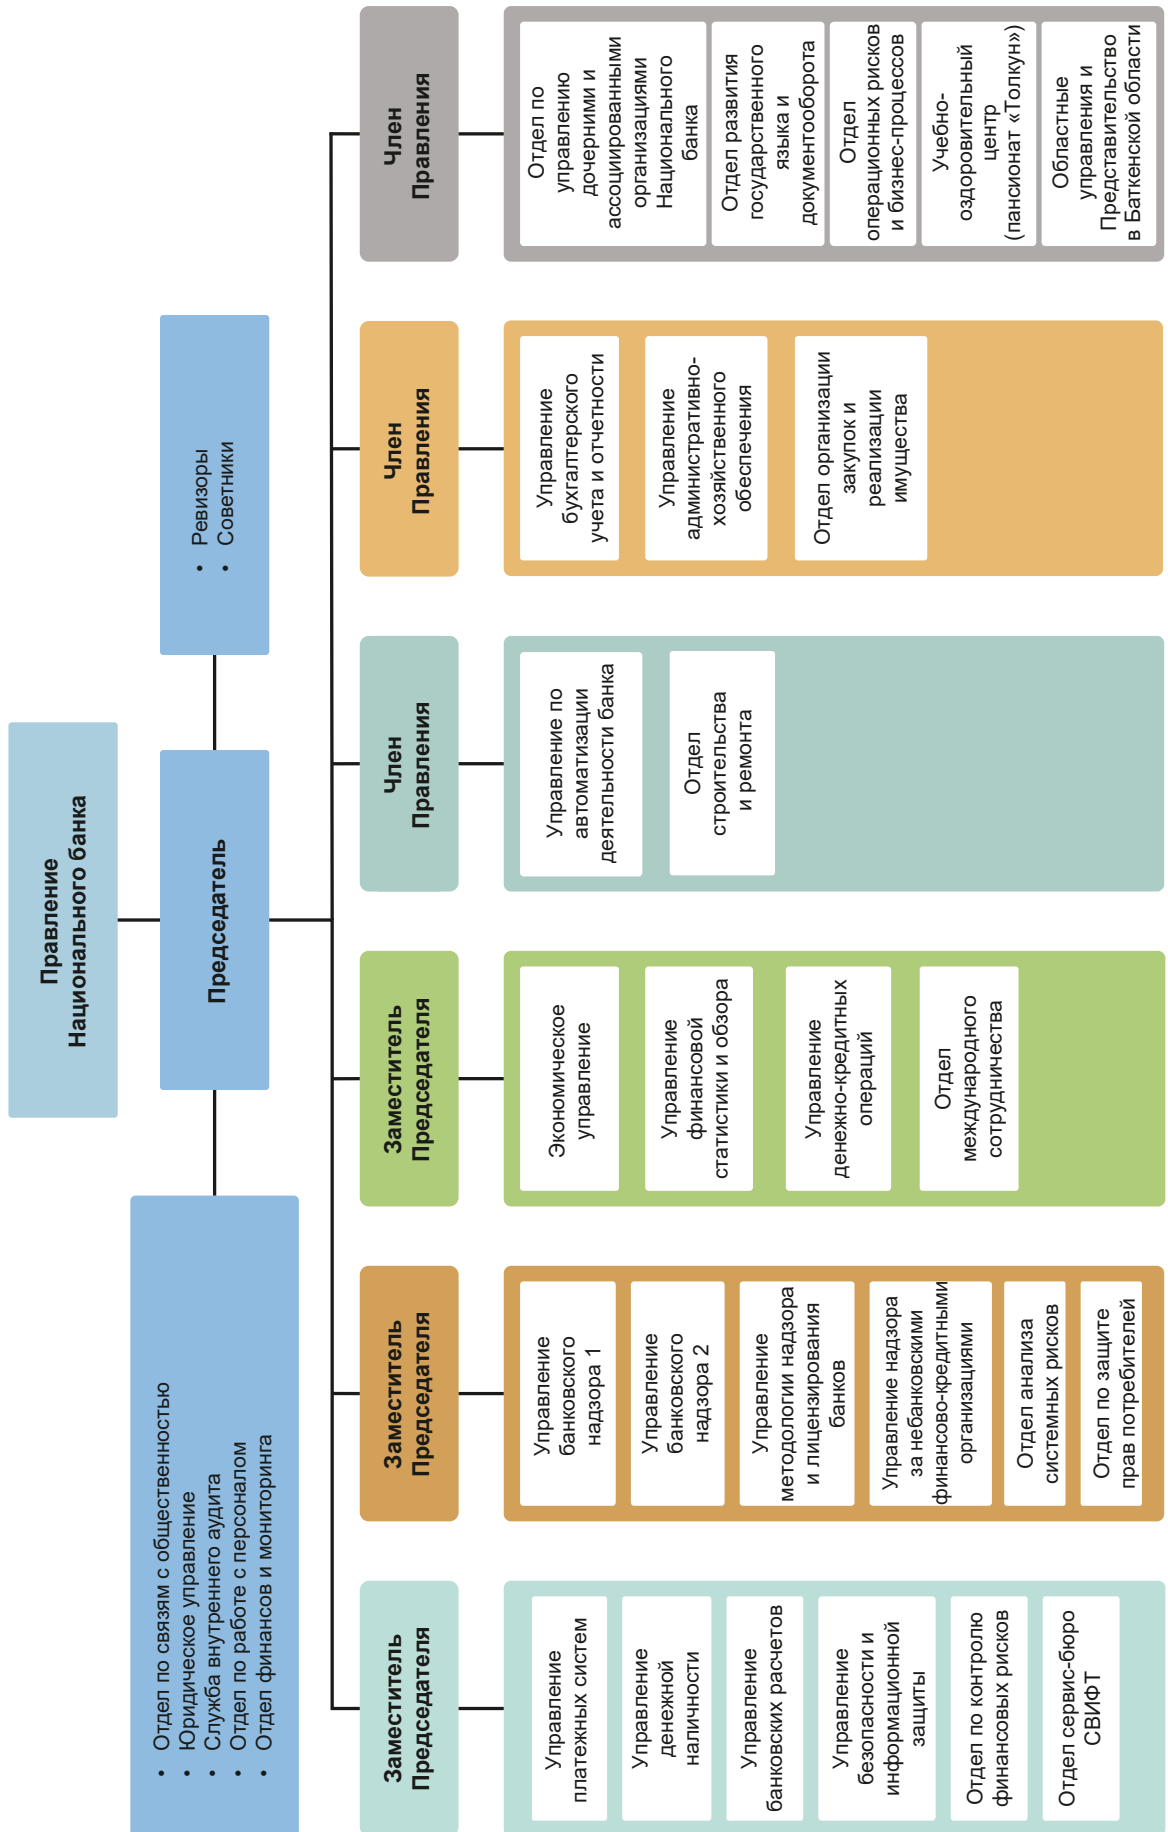 Правление
Национального банка
• Отдел по связям с общественностью
• Юридическое управление
• Служба внутреннего аудита
• Отдел по работе с персоналом
• Отдел финансов и мониторинга
Председатель
• Ревизоры
• Советники
Заместитель
Председателя
Управление
платежных систем
Управление
денежной
наличности
Управление
банковских расчетов
Управление
безопасности и
информационной
защиты
Отдел по контролю
финансовых рисков
Отдел сервис-бюро
СВИФТ
Заместитель
Председателя
Управление
банковского
надзора 1
Управление
банковского
надзора 2
Управление
методологии надзора
и лицензирования
банков
Управление надзора
за небанковскими
финансово-кредитными
организациями
Отдел анализа
системных рисков
Отдел по защите
прав потребителей
Заместитель
Председателя
Экономическое
управление
Управление
финансовой
статистики и обзора
Управление
денежно-кредитных
операций
Отдел
международного
сотрудничества
Член
Правления
Управление по
автоматизации
деятельности банка
Отдел
строительства
и ремонта
Член
Правления
Управление
бухгалтерского
учета и отчетности
Управление
административно-
хозяйственного
обеспечения
Отдел организации
закупок и
реализации
имущества
Член
Правления
Отдел по
управлению
дочерними и
ассоциированными
организациями
Национального
банка
Отдел развития
государственного
языка и
документооборота
Отдел
операционных рисков
и бизнес-процессов
Учебно-
оздоровительный
центр
(пансионат «Толкун»)
Областные
управления и
Представительство
в Баткенской области